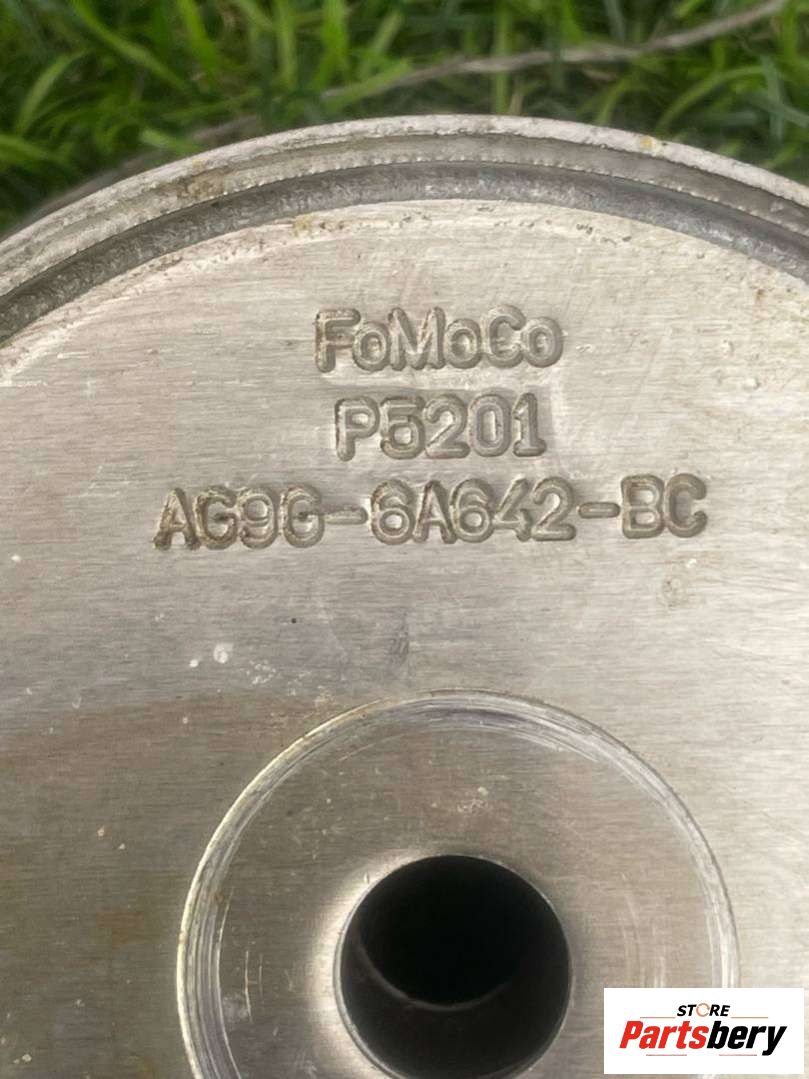 FoMoCo
P5201
AG9G-6A642-BC
STORE
Partsbery